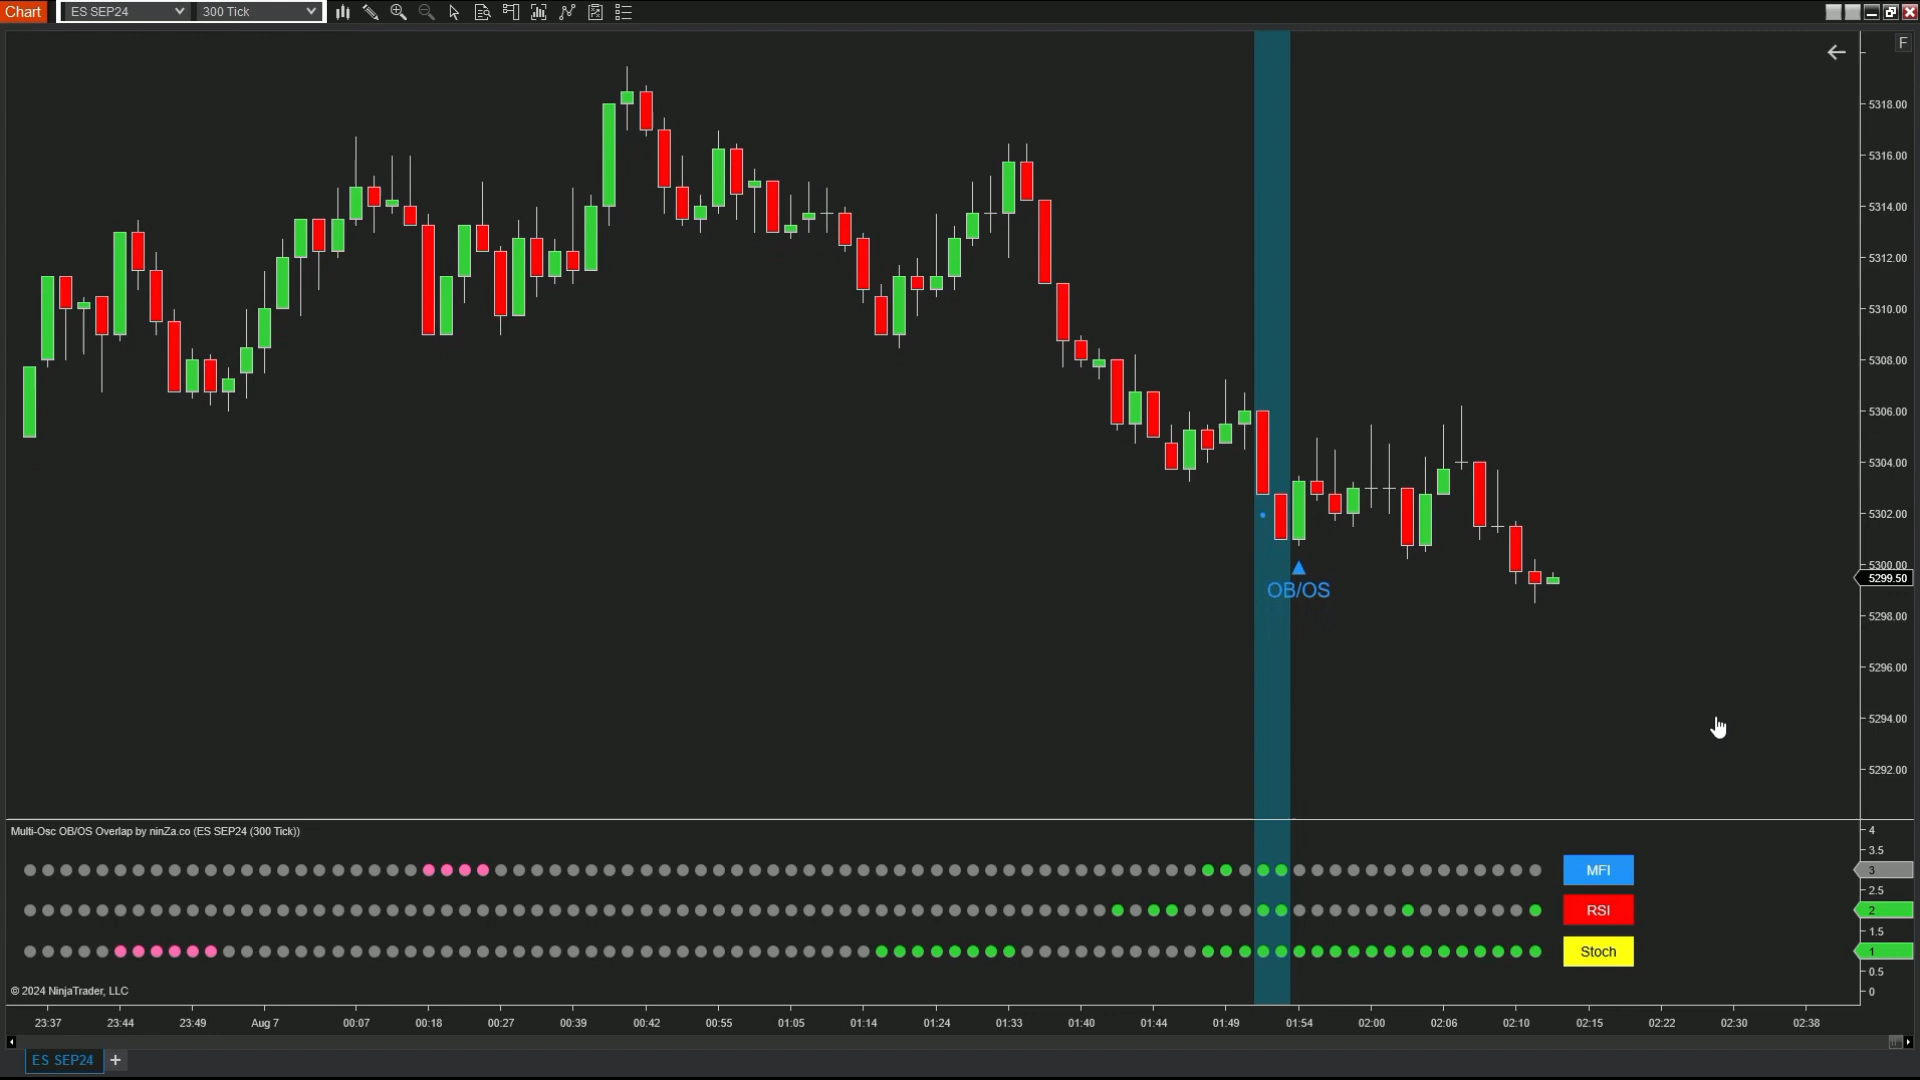 Chart ES SEP24 300 Tick
F
5318.00
5316.00
5314.00
5312.00
5310.00
5308.00
5306.00
5304.00
5302.00
5300.00
5299.50
5298.00
5296.00
5294.00
5292.00
OB/OS
Multi-Osc OB/OS Overlap by ninZa.co (ES SEP24 (300 Tick))
4
3.5
MFI 3
2.5
RSI 2
1.5
Stoch 1
0.5
0
© 2024 NinjaTrader, LLC
23:37 23:44 23:49 Aug 7 00:07 00:18 00:27 00:39 00:42 00:55 01:05 01:14 01:24 01:33 01:40 01:44 01:49 01:54 02:00 02:06 02:10 02:15 02:22 02:30 02:38
ES SEP24 +